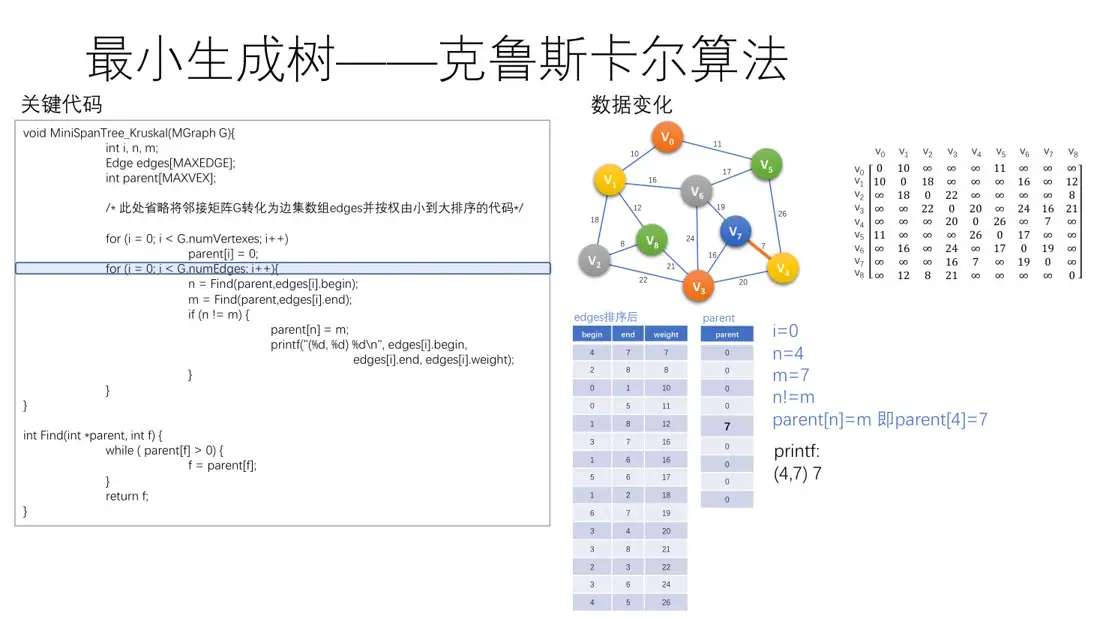 最小生成树——克鲁斯卡尔算法
关键代码
void MiniSpanTree_Kruskal(MGraph G){
int i, n, m;
Edge edges[MAXEDGE];
int parent[MAXVEX];
/* 此处省略将邻接矩阵G转化为边集数组edges并按权由小到大排序的代码*/
for (i = 0; i < G.numVertexes; i++)
parent[i] = 0;
for (i = 0; i < G.numEdges; i++){
n = Find(parent,edges[i].begin);
m = Find(parent,edges[i].end);
if (n != m) {
parent[n] = m;
printf("(%d, %d) %d\n", edges[i].begin,
edges[i].end, edges[i].weight);
}
}
}
int Find(int *parent, int f) {
while ( parent[f] > 0) {
f = parent[f];
}
return f;
}
数据变化
V0
10
11
V5
V1
16
17
V6
18
12
19
26
V7
V8
8
24
7
16
V2
21
V4
22
20
V3
v0 v1 v2 v3 v4 v5 v6 v7 v8
v0 0 10 ∞ ∞ ∞ 11 ∞ ∞ ∞
v1 10 0 18 ∞ ∞ ∞ 16 ∞ 12
v2 ∞ 18 0 22 ∞ ∞ ∞ ∞ 8
v3 ∞ ∞ 22 0 20 ∞ 24 16 21
v4 ∞ ∞ ∞ 20 0 26 ∞ 7 ∞
v5 11 ∞ ∞ ∞ 26 0 17 ∞ ∞
v6 ∞ 16 ∞ 24 ∞ 17 0 19 ∞
v7 ∞ ∞ ∞ 16 7 ∞ 19 0 ∞
v8 ∞ 12 8 21 ∞ ∞ ∞ ∞ 0
edges排序后
begin end weight
4 7 7
2 8 8
0 1 10
0 5 11
1 8 12
3 7 16
1 6 16
5 6 17
1 2 18
6 7 19
3 4 20
3 8 21
2 3 22
3 6 24
4 5 26
parent
parent
0
0
0
0
7
0
0
0
0
i=0
n=4
m=7
n!=m
parent[n]=m 即parent[4]=7
printf:
(4,7) 7